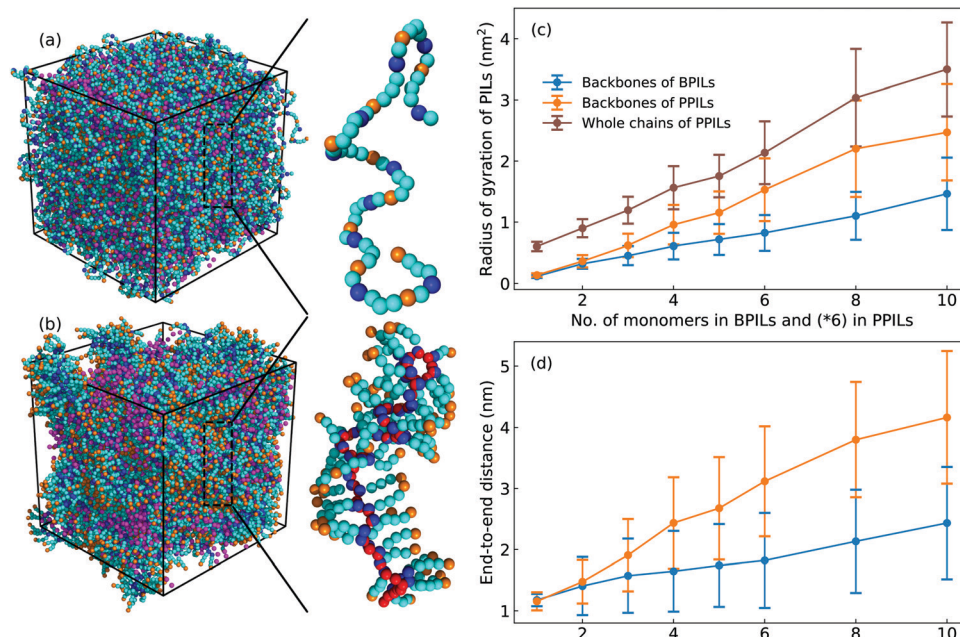 (a)
(b)
(c)
Radius of gyration of PILs (nm²)
4
3
2
1
0
Backbones of BPILs
Backbones of PPILs
Whole chains of PPILs
2 4 6 8 10
No. of monomers in BPILs and (*6) in PPILs
(d)
End-to-end distance (nm)
5
4
3
2
1
2 4 6 8 10